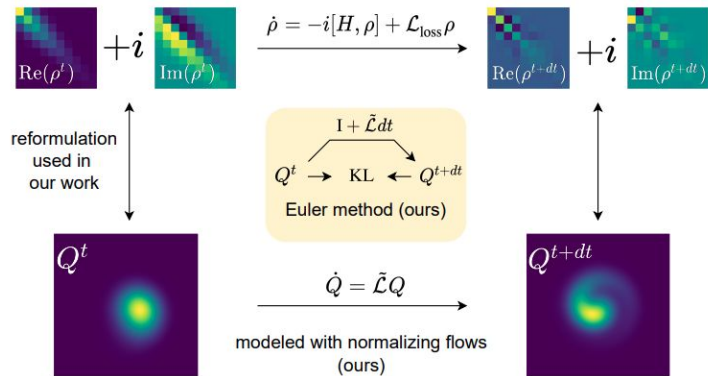 Re(ρ^t) +i Im(ρ^t)
ρ̇ = −i[H, ρ] + ℒ_loss ρ
Re(ρ^{t+dt}) +i Im(ρ^{t+dt})
reformulation
used in
our work
I + ℒ̃dt
Q^t → KL ← Q^{t+dt}
Euler method (ours)
Q^t
Q̇ = ℒ̃Q
modeled with normalizing flows
(ours)
Q^{t+dt}